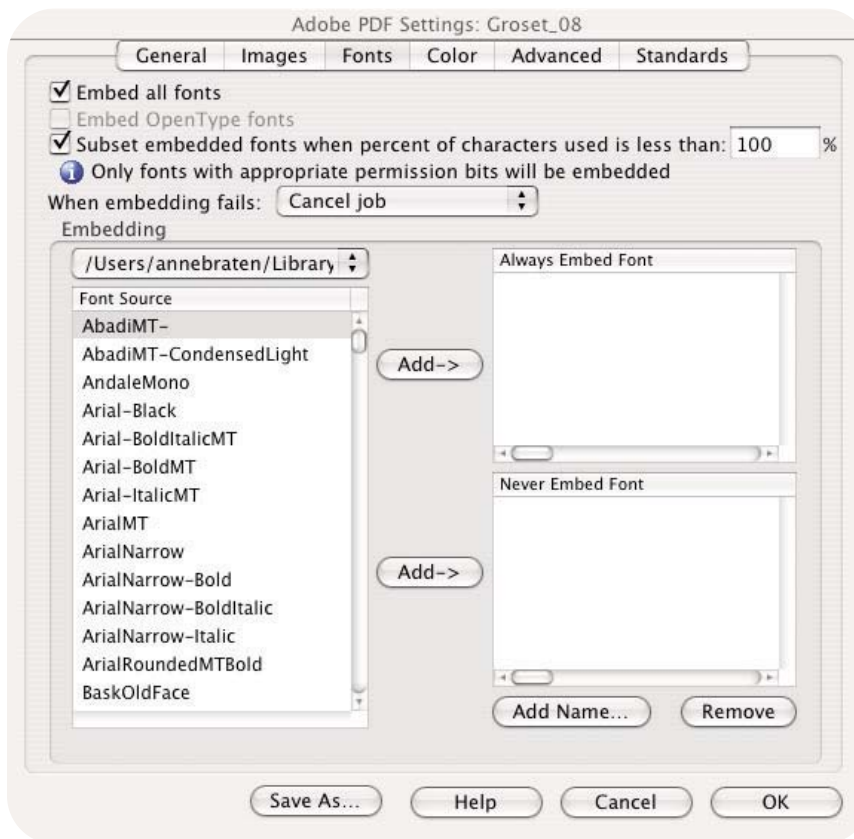 Adobe PDF Settings: Groset_08
General Images Fonts Color Advanced Standards
Embed all fonts
Embed OpenType fonts
Subset embedded fonts when percent of characters used is less than: 100 %
Only fonts with appropriate permission bits will be embedded
When embedding fails: Cancel job
Embedding
/Users/annebraten/Library
Font Source
AbadiMT-
AbadiMT-CondensedLight
AndaleMono
Arial-Black
Arial-BoldItalicMT
Arial-BoldMT
Arial-ItalicMT
ArialMT
ArialNarrow
ArialNarrow-Bold
ArialNarrow-BoldItalic
ArialNarrow-Italic
ArialRoundedMTBold
BaskOldFace
Add->
Always Embed Font
Add->
Never Embed Font
Add Name... Remove
Save As... Help Cancel OK